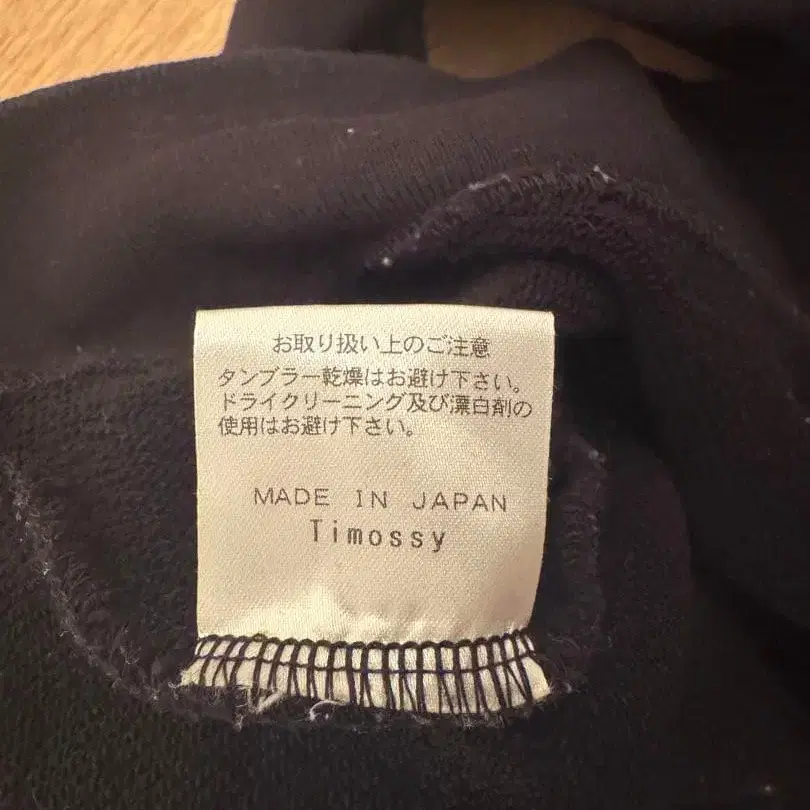 お取り扱い上のご注意
タンブラー乾燥はお避け下さい。
ドライクリーニング及び漂白剤の
使用はお避け下さい。
MADE IN JAPAN
Timossy